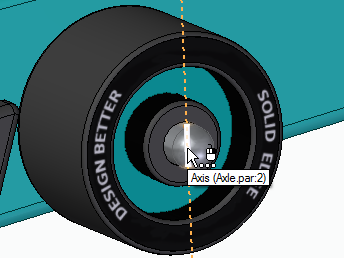 DESIGN BETTER
SOLID EDGE
Axis (Axle.par:2)